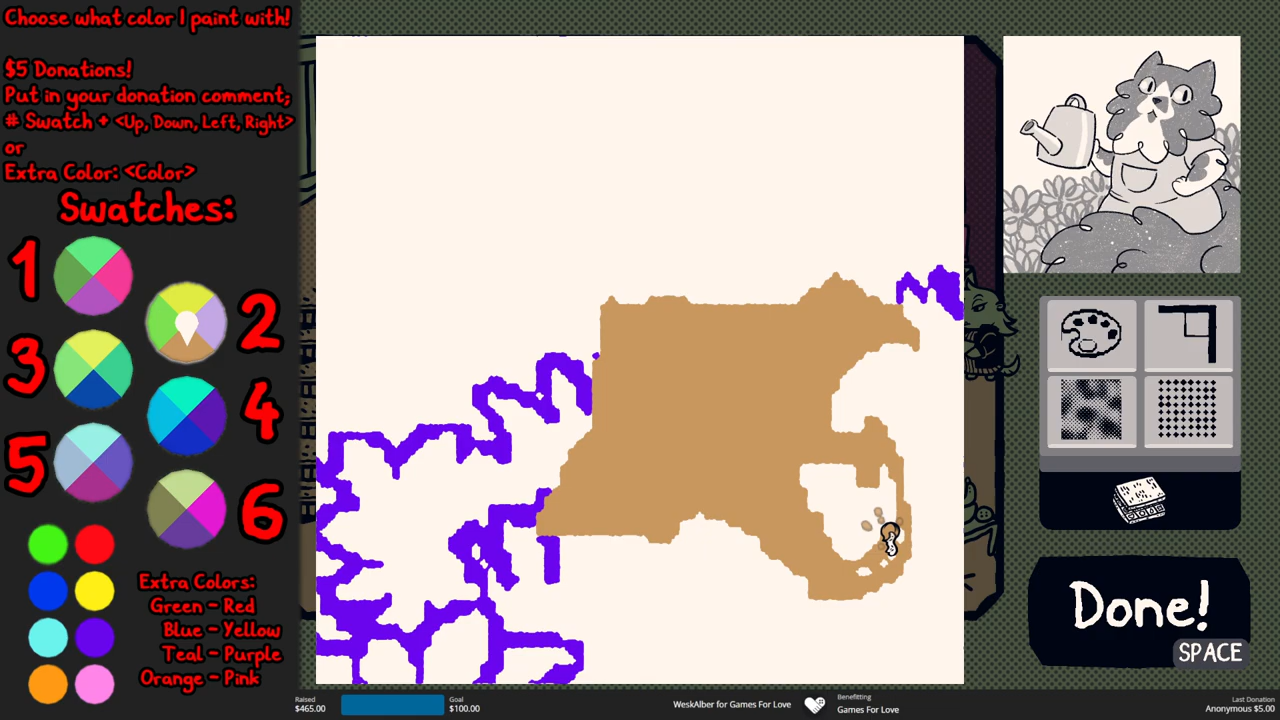 Choose what color I paint with!
$5 Donations!
Put in your donation comment;
# Swatch + <Up, Down, Left, Right>
or
Extra Color: <Color>
Swatches:
1
2
3
4
5
6
Extra Colors:
Green - Red
Blue - Yellow
Teal - Purple
Orange - Pink
Done!
SPACE
Raised
$465.00
Goal
$100.00
WeskAlber for Games For Love
Benefitting
Games For Love
Last Donation
Anonymous $5.00